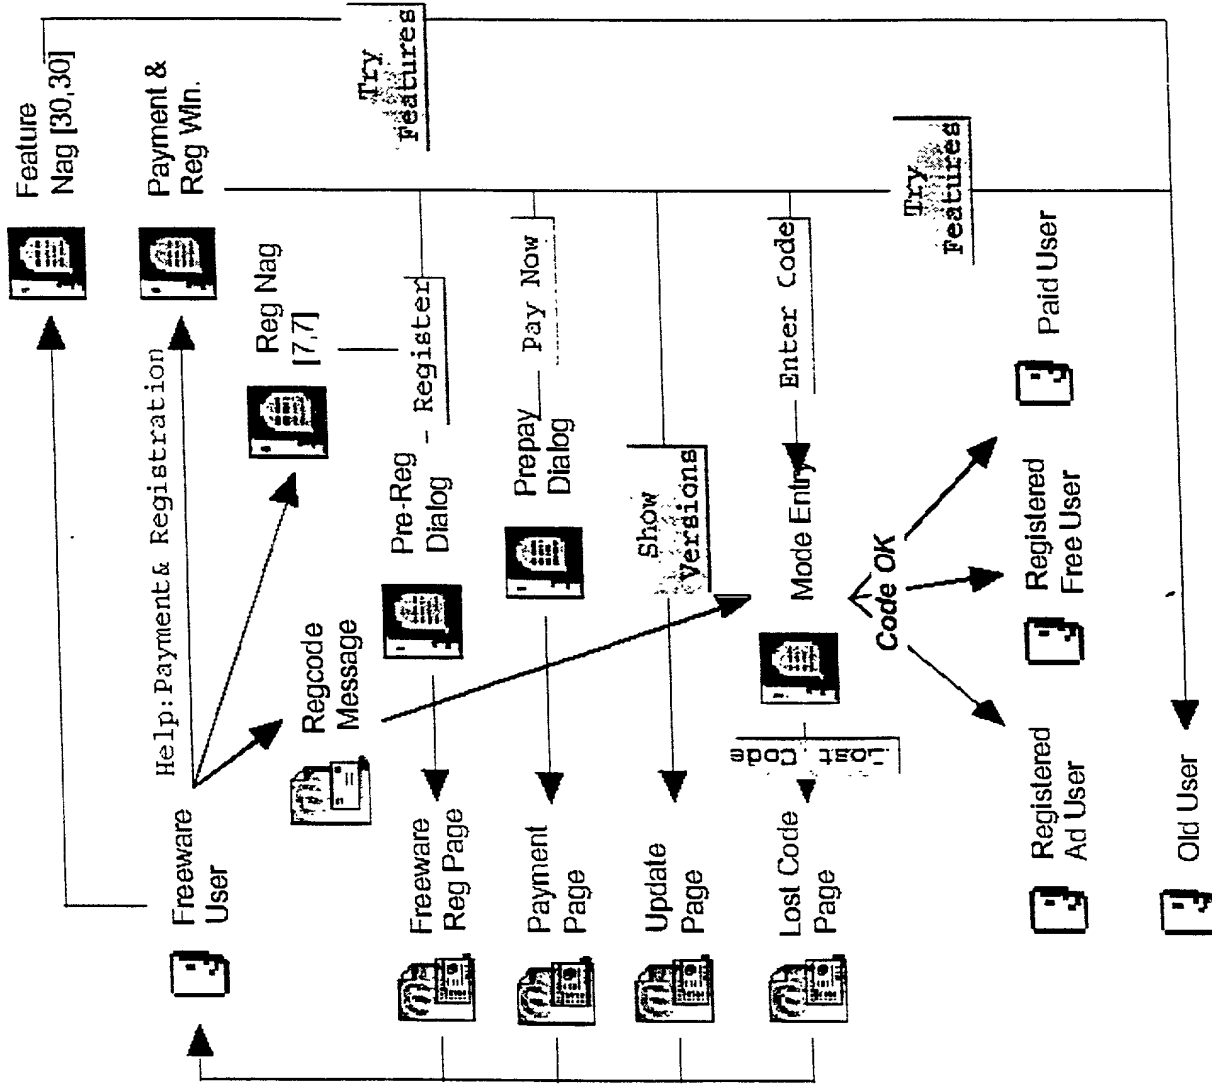 Freeware
User
Help:Payment& Registration
Feature
Nag [30,30]
Payment &
Reg Win.
Reg Nag
[7,7]
Regcode
Message
Try
Features
Freeware
Reg Page
Pre-Reg
Dialog
Register
Payment
Page
Prepay
Dialog
Pay Now
Update
Page
Show
Versions
Lost Code
Page
Lost Code
Mode Entry
Enter Code
Try
Features
Code OK
Registered
Ad User
Registered
Free User
Paid User
Old User